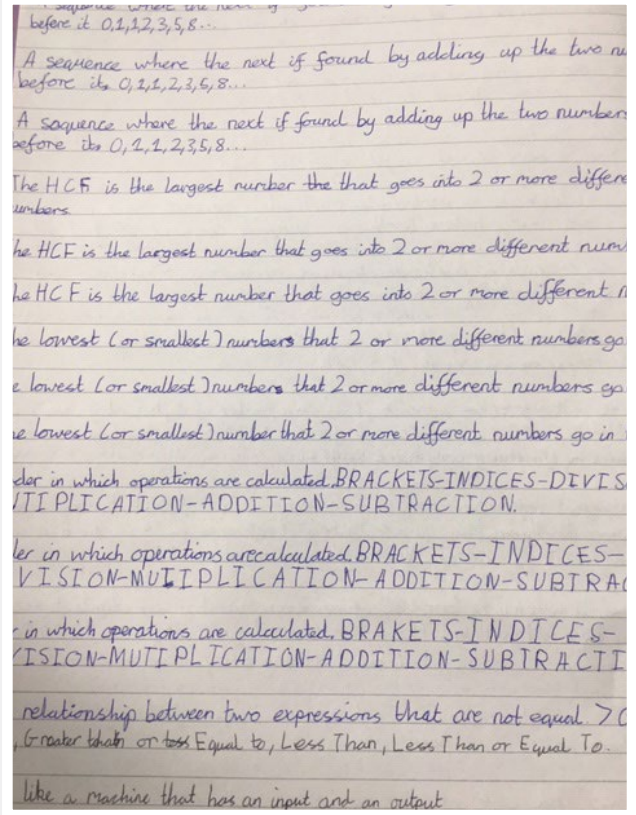 before it 0,1,1,2,3,5,8...
A sequence where the next if found by adding up the two nu
before its 0,1,1,2,3,5,8...
A soquence where the next if found by adding up the two number
before its 0,1,1,2,3,5,8...
The HCF is the largest number the that goes into 2 or more differe
umbers
he HCF is the largest number that goes into 2 or more different num
he HCF is the largest number that goes into 2 or more different n
he lowest (or smallest) numbers that 2 or more different numbers go
e lowest (or smallest) numbers that 2 or more different numbers go
e lowest (or smallest) number that 2 or more different numbers go in
der in which operations are calculated. BRACKETS-INDICES-DIVIS
UTIPLICATION-ADDITION-SUBTRACTION.
der in which operations are calculated. BRACKETS-INDICES-
VISION-MUTIPLICATION-ADDITION-SUBTRAC
r in which operations are calculated. BRAKETS-INDICES-
VISION-MUTIPLICATION-ADDITION-SUBTRACTI
relationship between two expressions that are not equal. >
, Greater than or Equal to, Less Than, Less Than or Equal To.
like a machine that has an input and an output